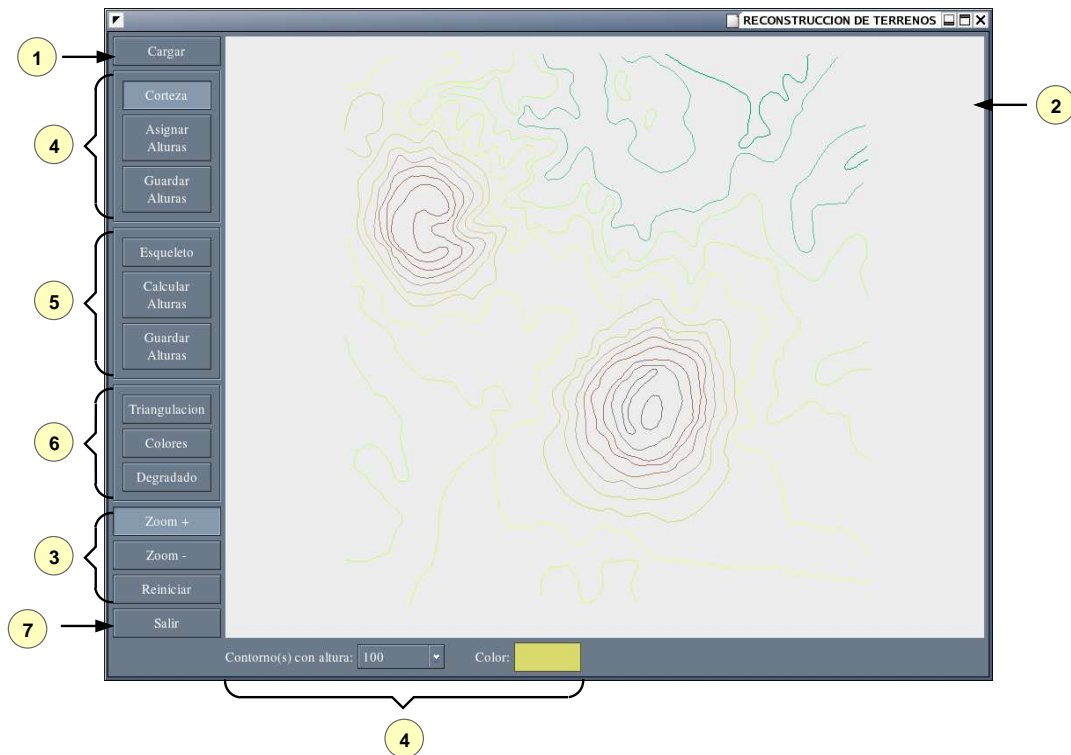 RECONSTRUCCION DE TERRENOS
1
Cargar
2
4
Corteza
Asignar
Alturas
Guardar
Alturas
5
Esqueleto
Calcular
Alturas
Guardar
Alturas
6
Triangulacion
Colores
Degradado
3
Zoom +
Zoom -
Reiniciar
7
Salir
Contorno(s) con altura: 100 Color:
4